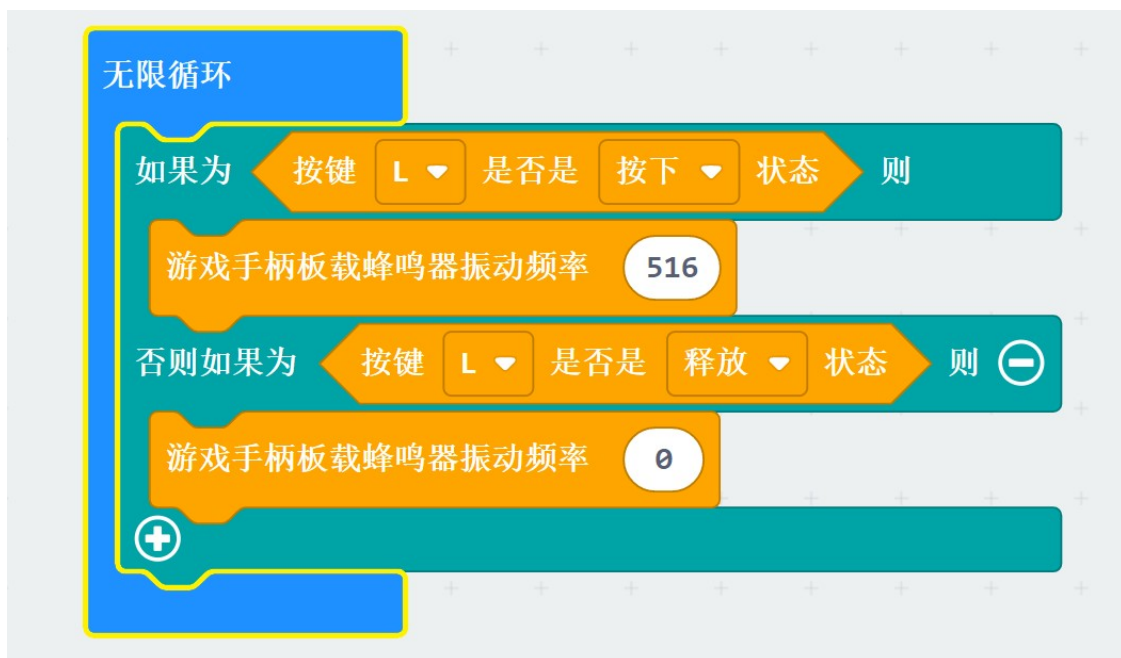 无限循环
如果为 按键 L 是否是 按下 状态 则
游戏手柄板载蜂鸣器振动频率 516
否则如果为 按键 L 是否是 释放 状态 则
游戏手柄板载蜂鸣器振动频率 0